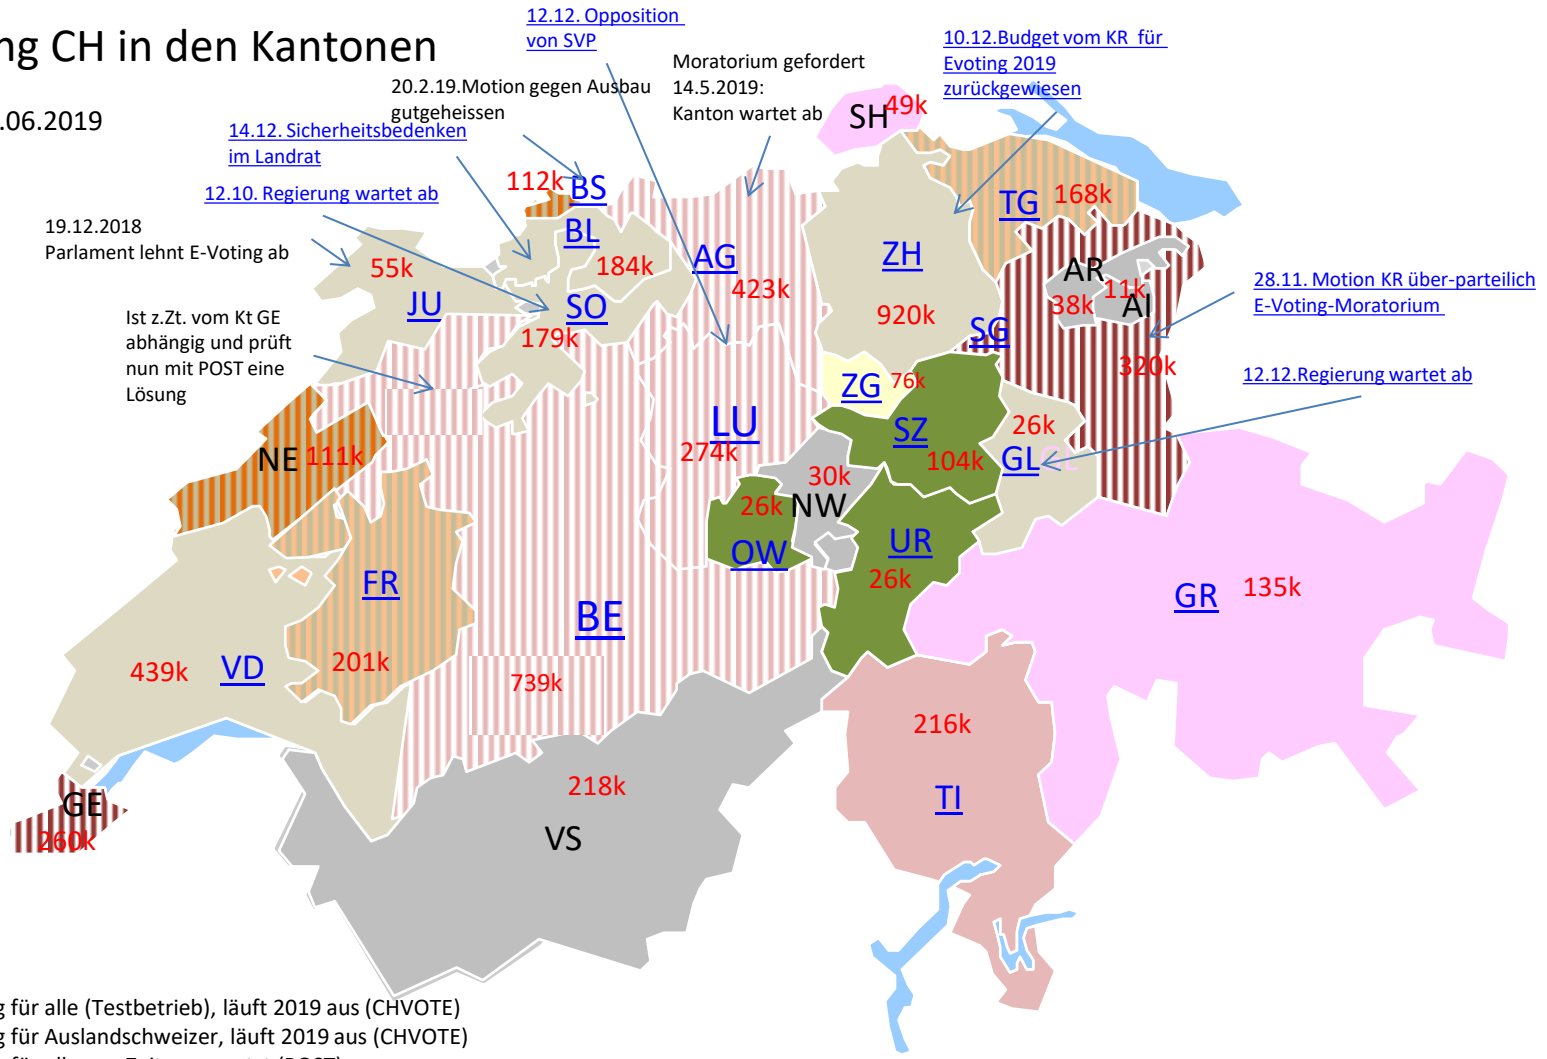 ng CH in den Kantonen
.06.2019
12.12. Opposition
von SVP
20.2.19.Motion gegen Ausbau
gutgeheissen
Moratorium gefordert
14.5.2019:
Kanton wartet ab
10.12.Budget vom KR für
Evoting 2019
zurückgewiesen
14.12. Sicherheitsbedenken
im Landrat
12.10. Regierung wartet ab
19.12.2018
Parlament lehnt E-Voting ab
Ist z.Zt. vom Kt GE
abhängig und prüft
nun mit POST eine
Lösung
28.11. Motion KR über-parteilich
E-Voting-Moratorium
12.12.Regierung wartet ab
SH
49k
112k
BS
BL
184k
55k
JU
SO
179k
AG
423k
ZH
920k
TG
168k
AR
38k
11k
AI
SG
320k
ZG
76k
LU
274k
SZ
104k
26k
GL
GL
NE
111k
30k
NW
26k
OW
UR
26k
FR
201k
BE
739k
GR
135k
439k
VD
216k
TI
218k
VS
GE
260k
g für alle (Testbetrieb), läuft 2019 aus (CHVOTE)
g für Auslandschweizer, läuft 2019 aus (CHVOTE)